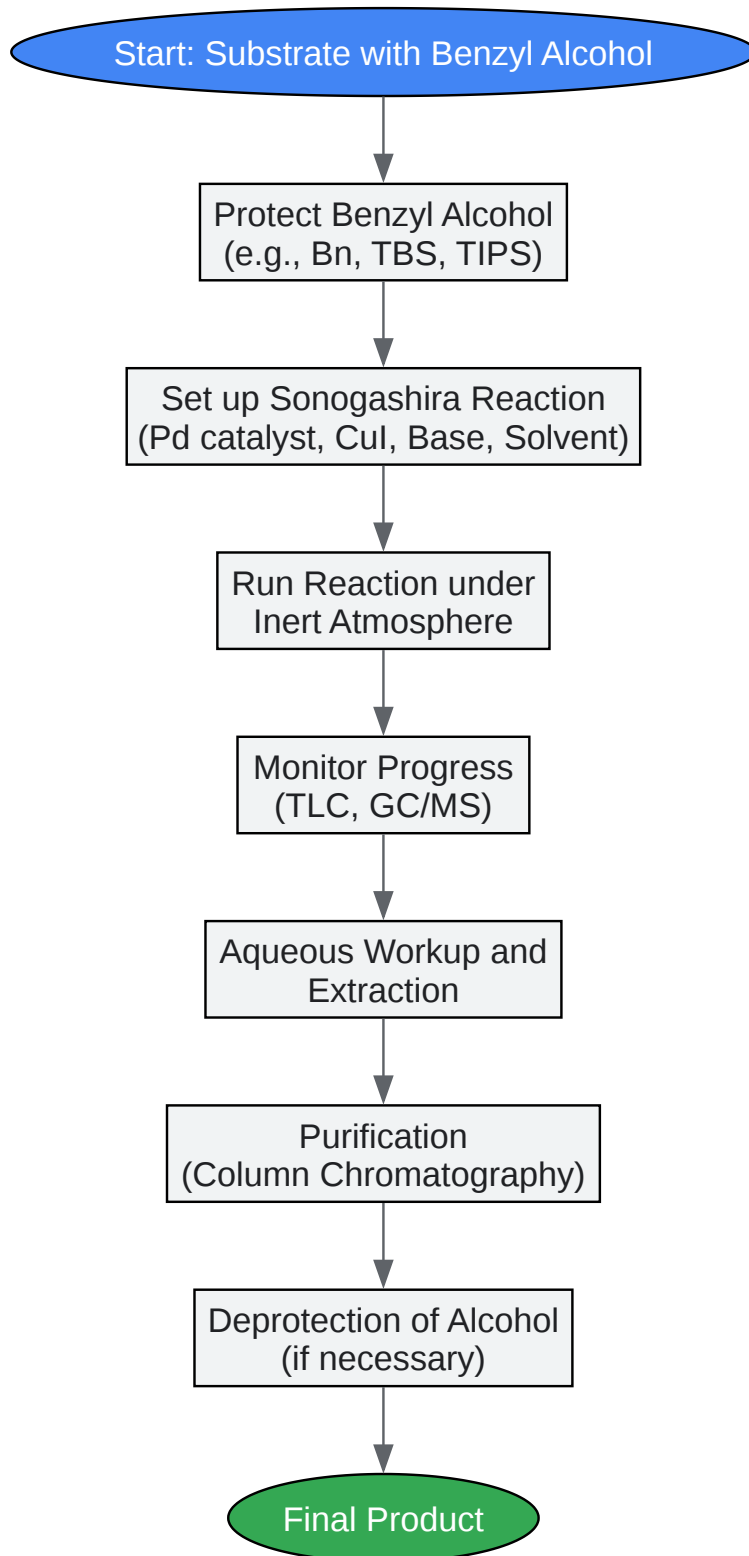 Start: Substrate with Benzyl Alcohol
Protect Benzyl Alcohol
(e.g., Bn, TBS, TIPS)
Set up Sonogashira Reaction
(Pd catalyst, CuI, Base, Solvent)
Run Reaction under
Inert Atmosphere
Monitor Progress
(TLC, GC/MS)
Aqueous Workup and
Extraction
Purification
(Column Chromatography)
Deprotection of Alcohol
(if necessary)
Final Product